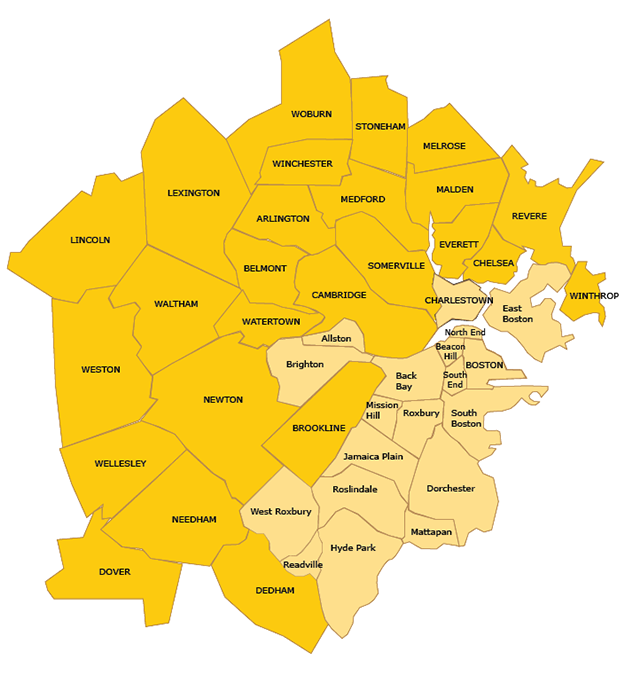 WOBURN
STONEHAM
MELROSE
WINCHESTER
LEXINGTON
MEDFORD
MALDEN
ARLINGTON
REVERE
LINCOLN
EVERETT
BELMONT
SOMERVILLE
CHELSEA
CAMBRIDGE
CHARLESTOWN
WINTHROP
WALTHAM
East
Boston
WATERTOWN
North End
Allston
Beacon
Hill
BOSTON
Brighton
WESTON
Back
Bay
South
End
NEWTON
Mission
Hill
Roxbury
South
Boston
BROOKLINE
Jamaica Plain
WELLESLEY
Roslindale
Dorchester
West Roxbury
NEEDHAM
Mattapan
Hyde Park
Readville
DOVER
DEDHAM